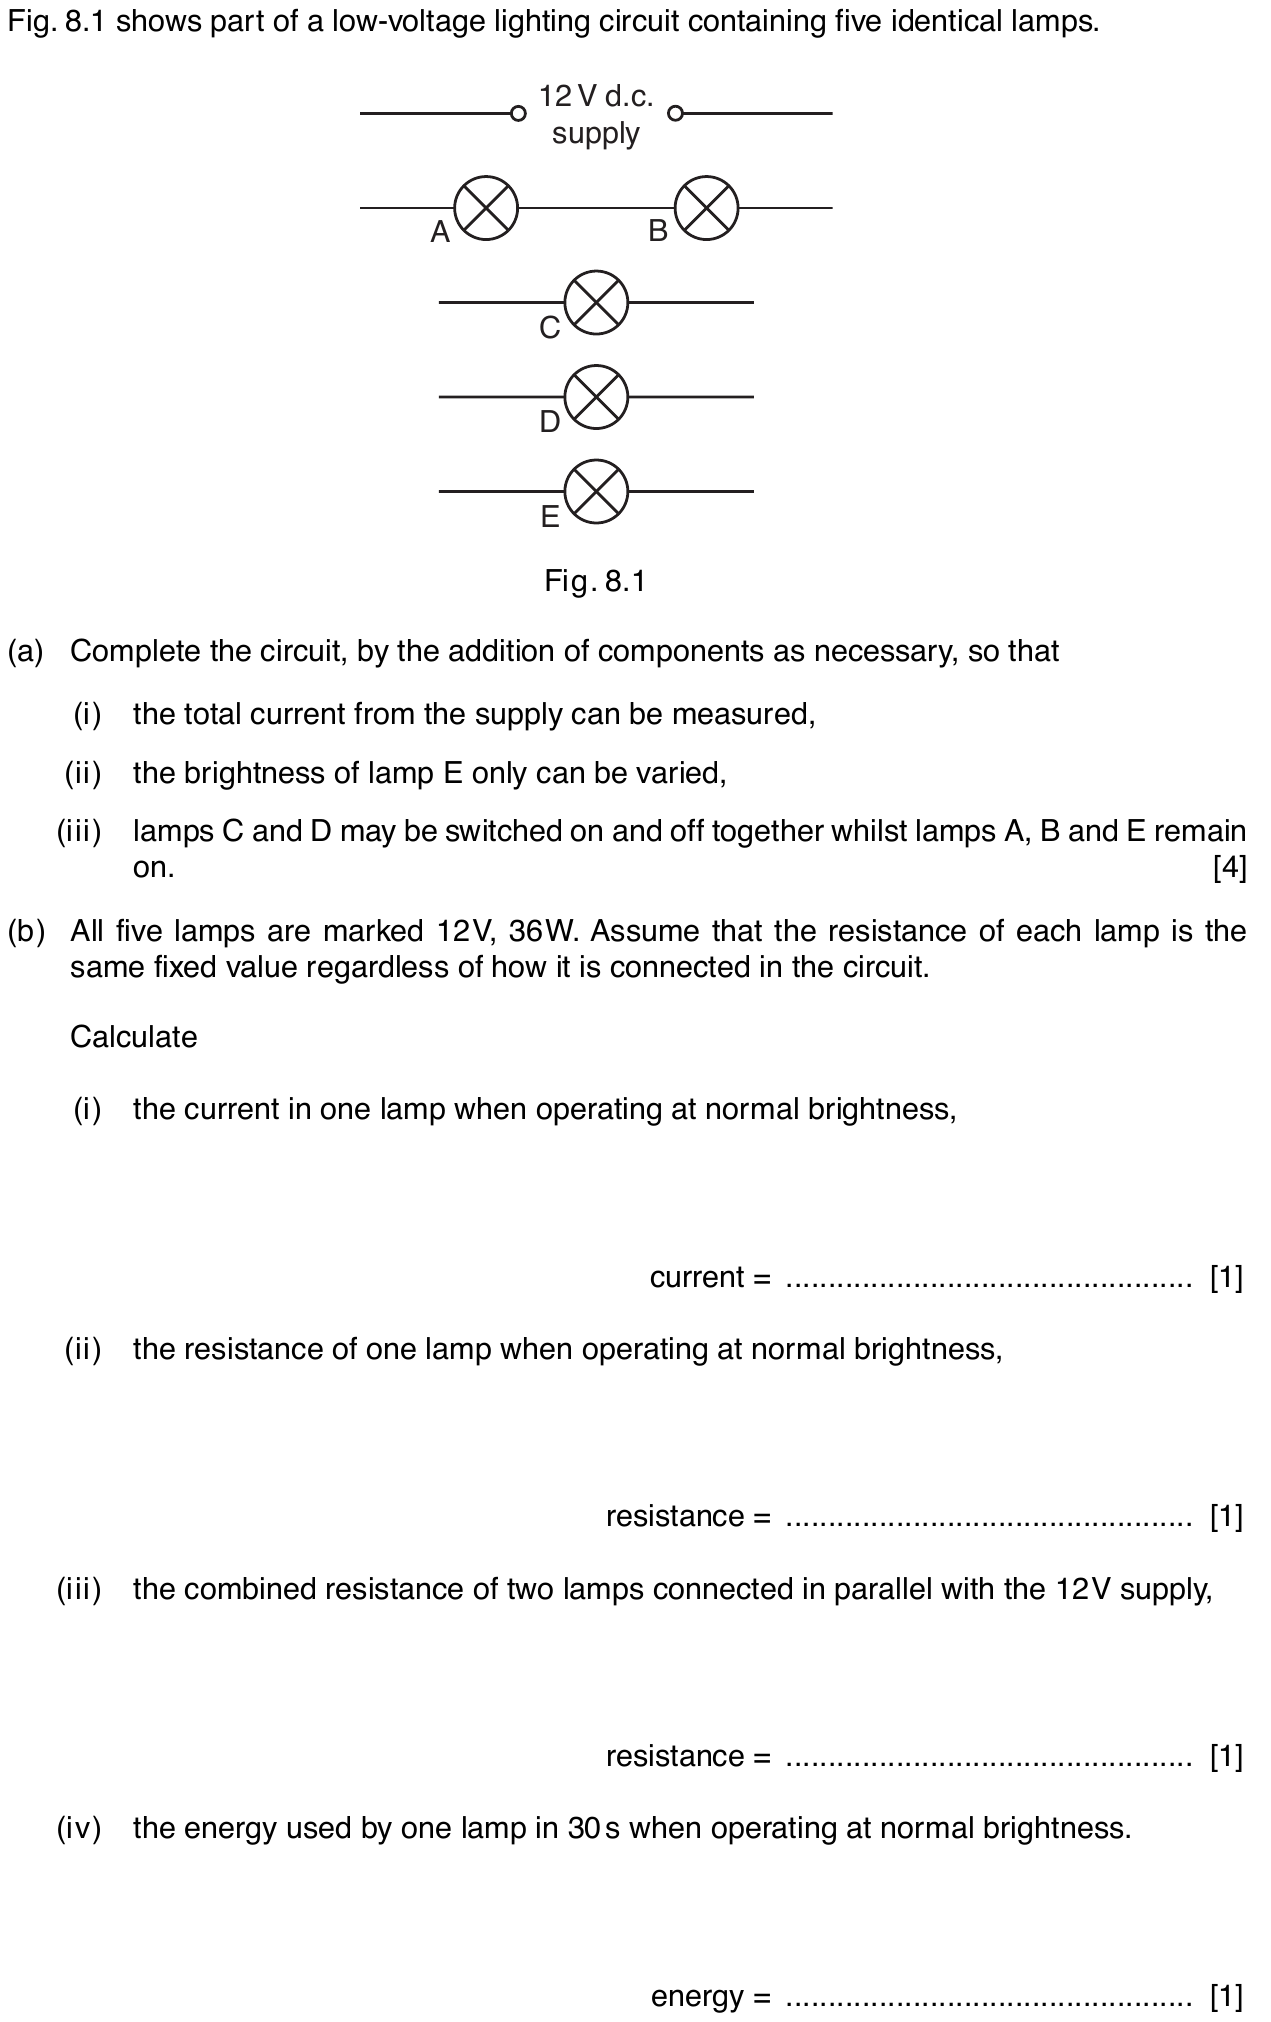 Fig. 8.1 shows part of a low-voltage lighting circuit containing five identical lamps.
12 V d.c.
supply
A
B
C
D
E
Fig. 8.1
(a) Complete the circuit, by the addition of components as necessary, so that
(i) the total current from the supply can be measured,
(ii) the brightness of lamp E only can be varied,
(iii) lamps C and D may be switched on and off together whilst lamps A, B and E remain
on. [4]
(b) All five lamps are marked 12 V, 36 W. Assume that the resistance of each lamp is the
same fixed value regardless of how it is connected in the circuit.
Calculate
(i) the current in one lamp when operating at normal brightness,
current = ................................................ [1]
(ii) the resistance of one lamp when operating at normal brightness,
resistance = ................................................ [1]
(iii) the combined resistance of two lamps connected in parallel with the 12 V supply,
resistance = ................................................ [1]
(iv) the energy used by one lamp in 30 s when operating at normal brightness.
energy = ................................................ [1]